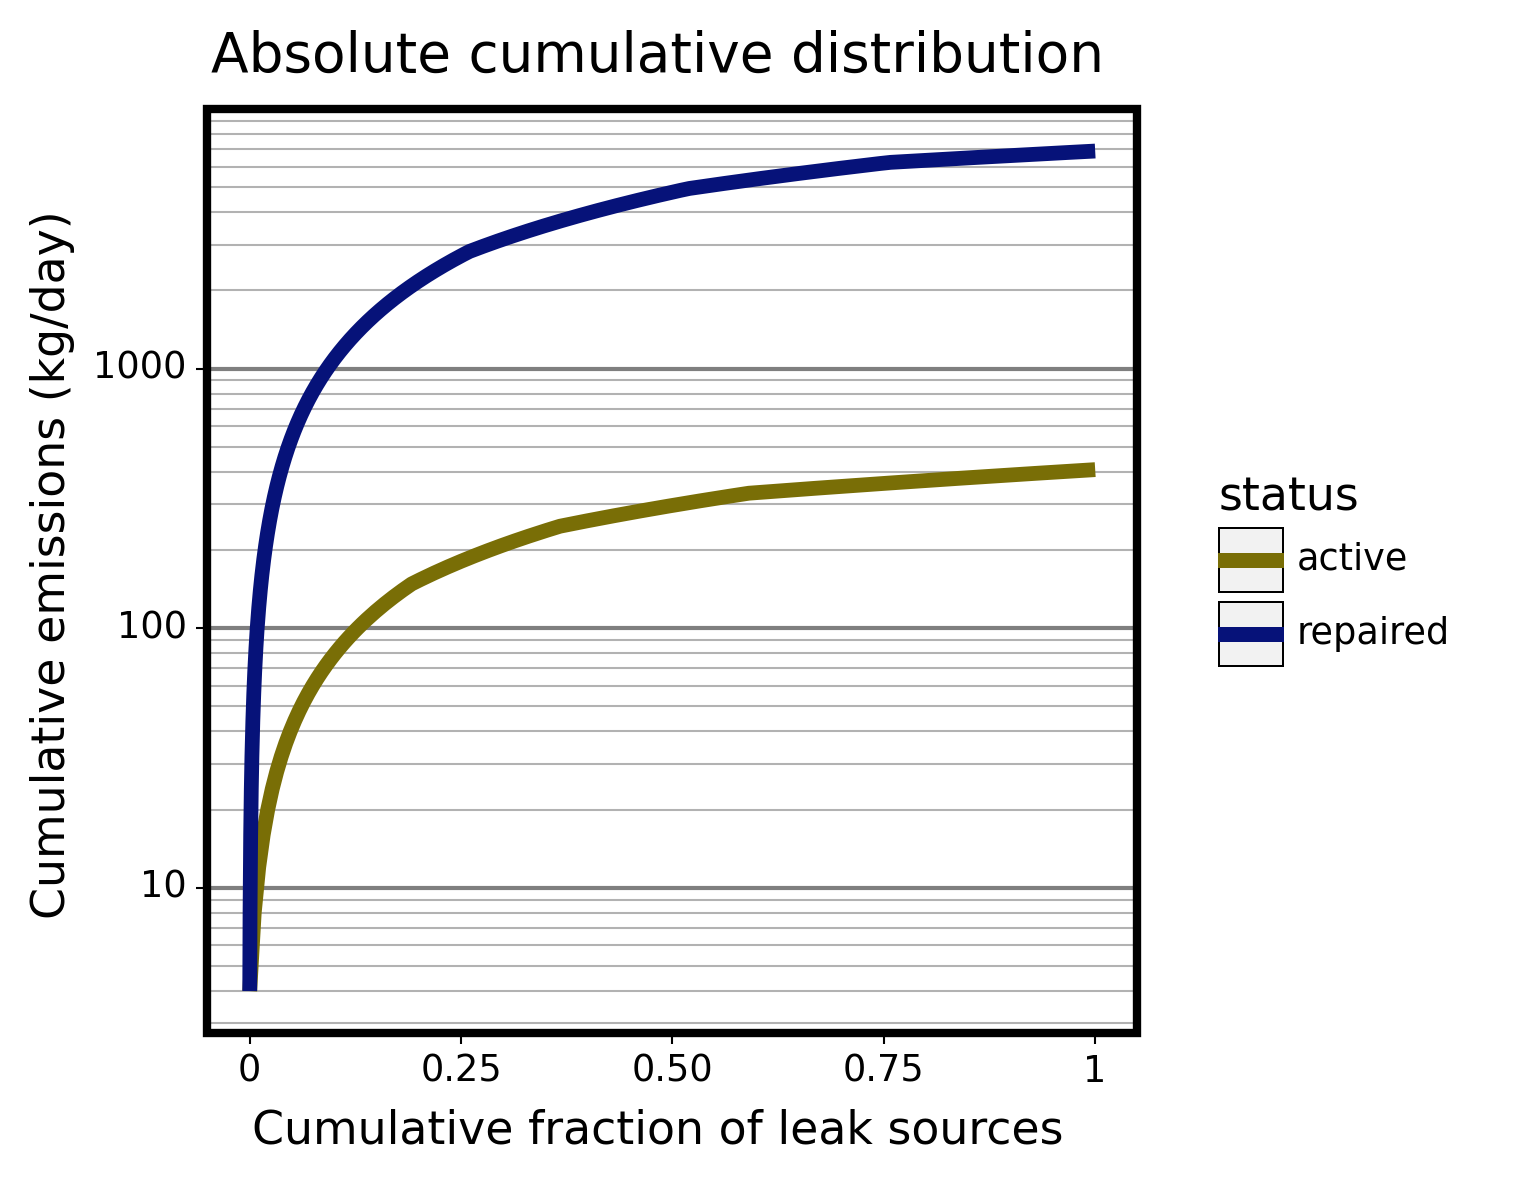 Absolute cumulative distribution
Cumulative emissions (kg/day)
1000
100
10
0
0.25
0.50
0.75
1
Cumulative fraction of leak sources
status
active
repaired